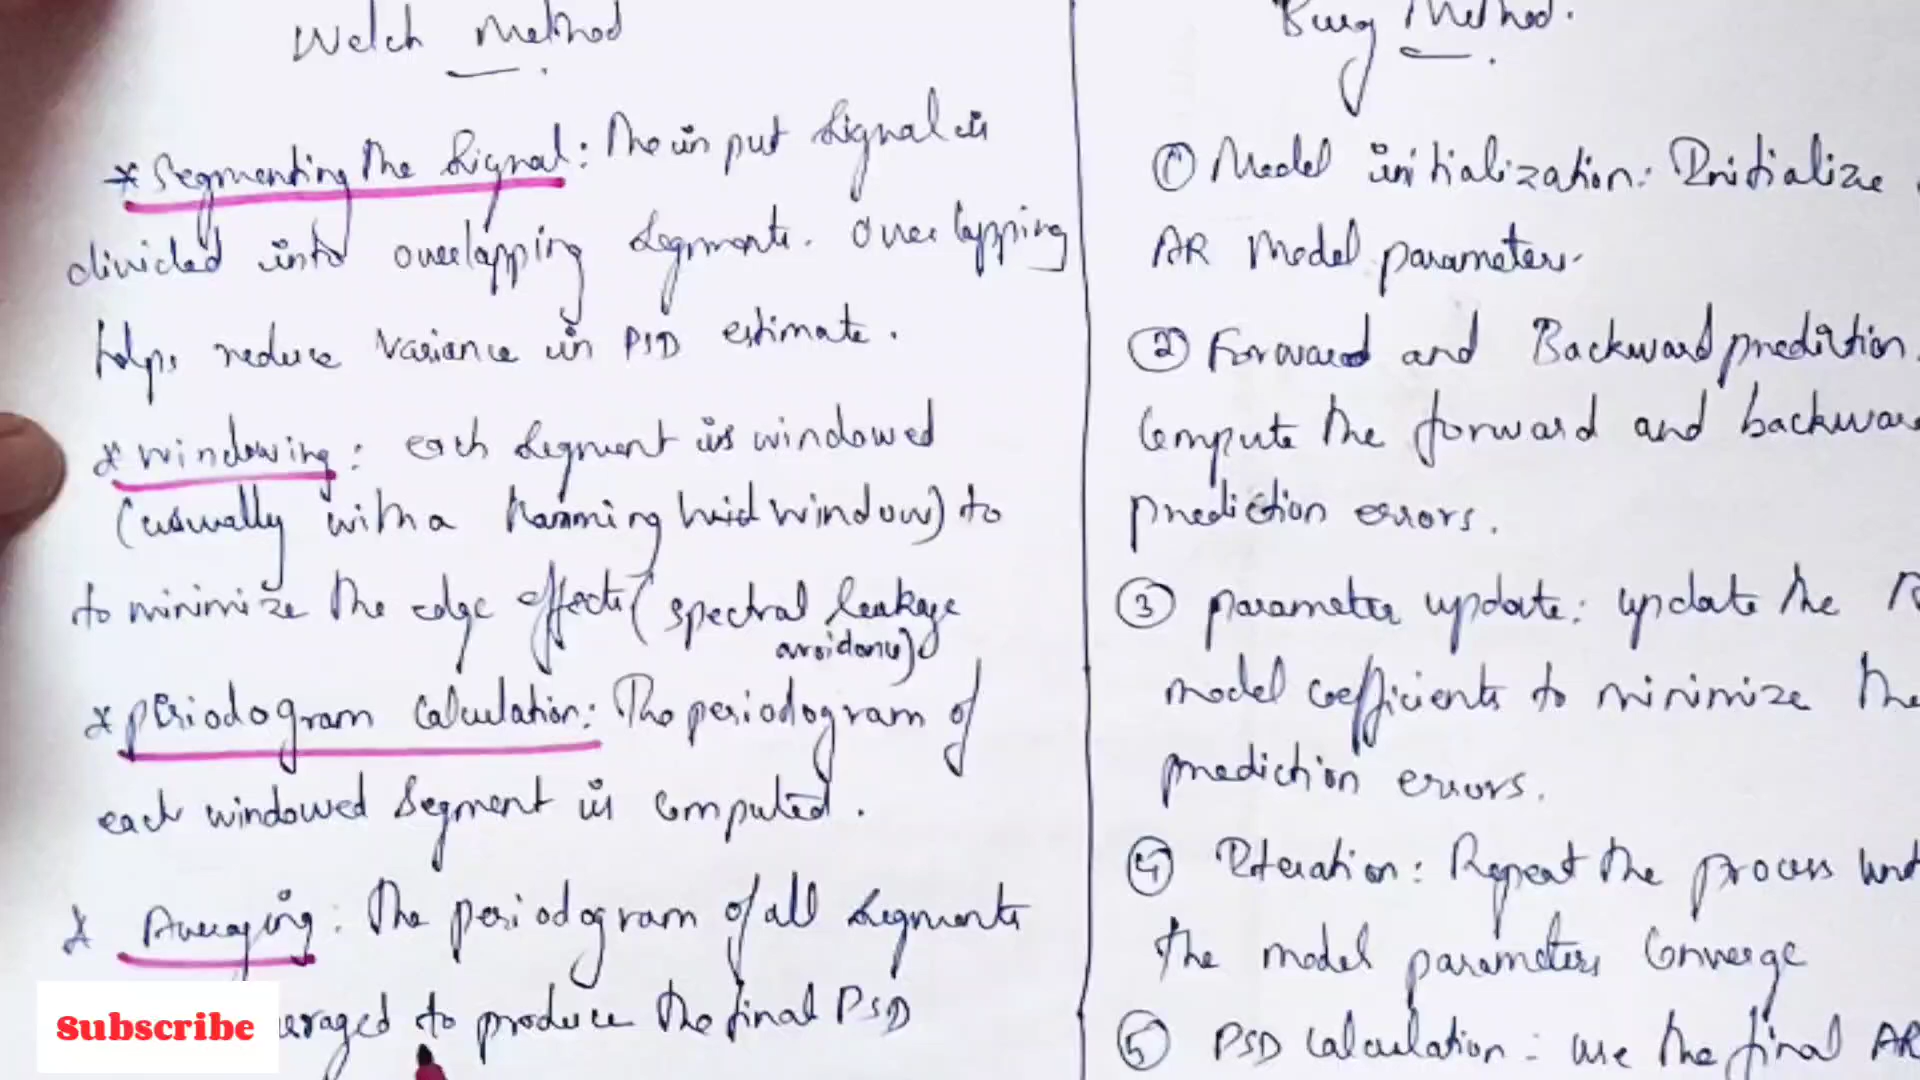 Welch Method
* Segmenting the Signal: The input signal is
divided into overlapping segments. Overlapping
helps reduce variance in PSD estimate.
* windowing: each segment is windowed
(usually with a Hamming window) to
to minimize the edge effects (spectral leakage
avoidance).
* Periodogram Calculation: The periodogram of
each windowed segment is computed.
* Averaging: The periodogram of all segments
eraged to produce the final PSD
Subscribe
Burg Method.
① Model initialization: Initialize
AR Model parameters.
② Forward and Backward prediction
Compute the forward and backwar
prediction errors.
③ parameter update: update the
model coefficients to minimize the
prediction errors.
④ Iteration: Repeat the process unt
the model parameters Converge
⑤ PSD Calculation: use the final AR